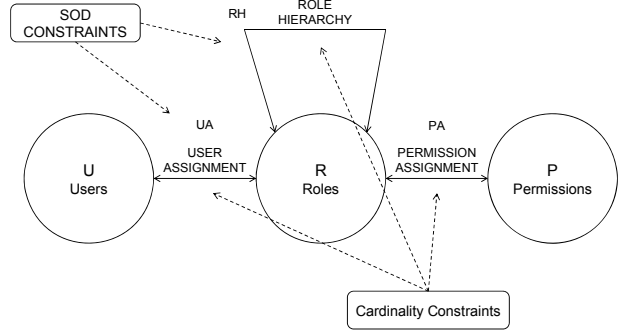 SOD
CONSTRAINTS
RH
ROLE
HIERARCHY
UA
PA
U
Users
USER
ASSIGNMENT
R
Roles
PERMISSION
ASSIGNMENT
P
Permissions
Cardinality Constraints